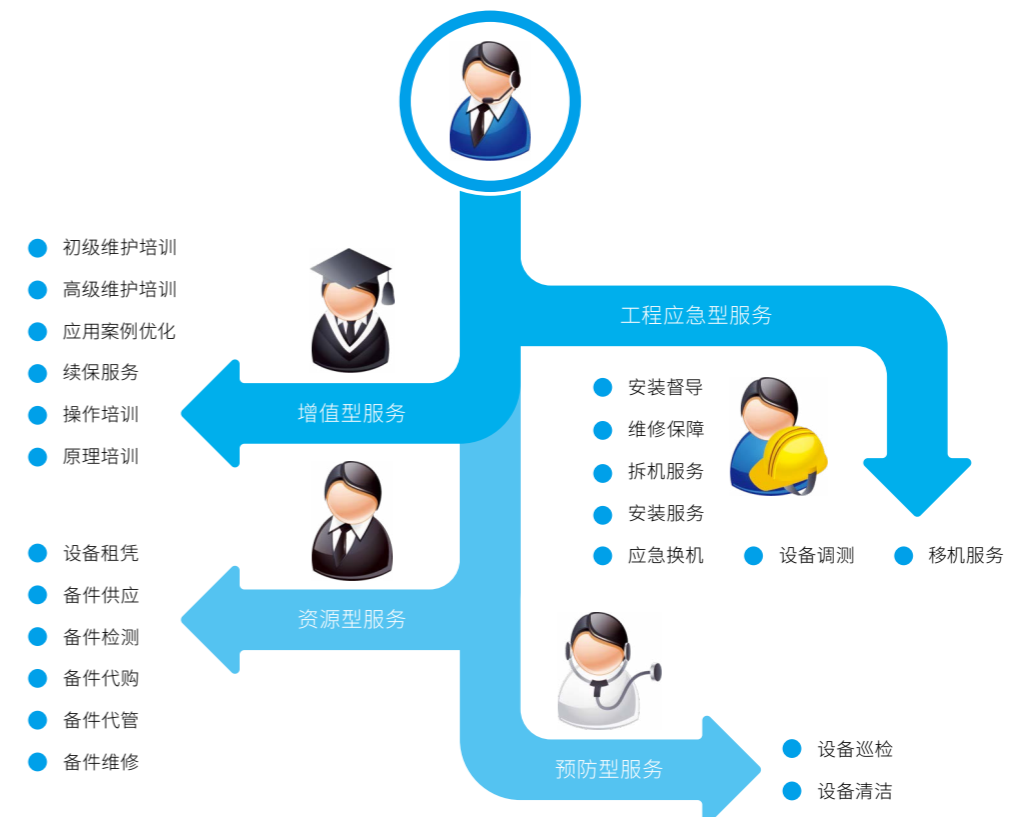 工程应急型服务
安装督导
维修保障
拆机服务
安装服务
应急换机
设备调测
移机服务
初级维护培训
高级维护培训
应用案例优化
续保服务
操作培训
原理培训
增值型服务
设备租凭
备件供应
备件检测
备件代购
备件代管
备件维修
资源型服务
预防型服务
设备巡检
设备清洁